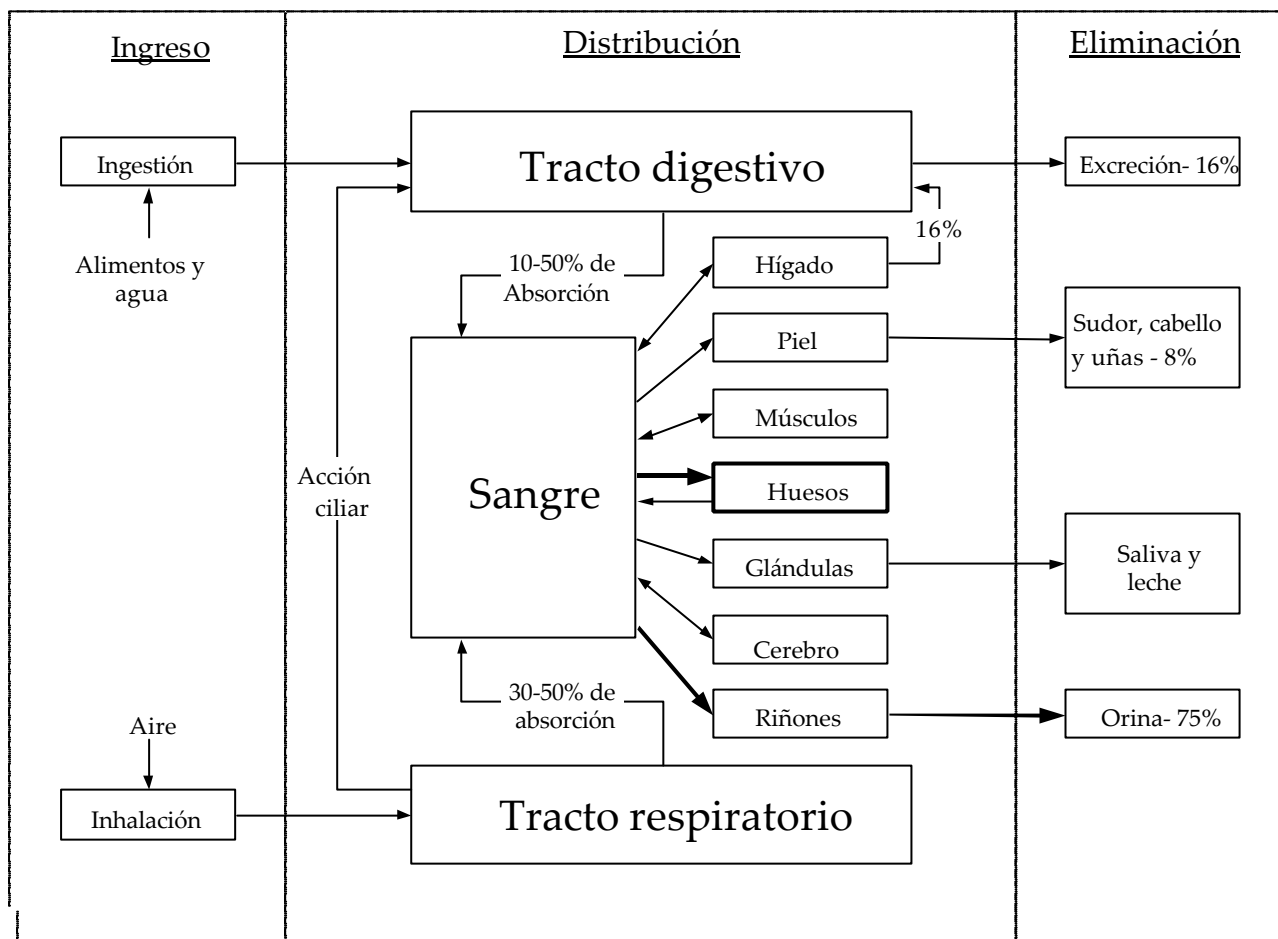 Ingreso
Distribución
Eliminación
Ingestión
Tracto digestivo
Excreción- 16%
16%
Alimentos y
agua
10-50% de
Absorción
Hígado
Piel
Sudor, cabello
y uñas - 8%
Músculos
Acción
ciliar
Sangre
Huesos
Glándulas
Saliva y
leche
Cerebro
30-50% de
absorción
Riñones
Orina- 75%
Aire
Inhalación
Tracto respiratorio